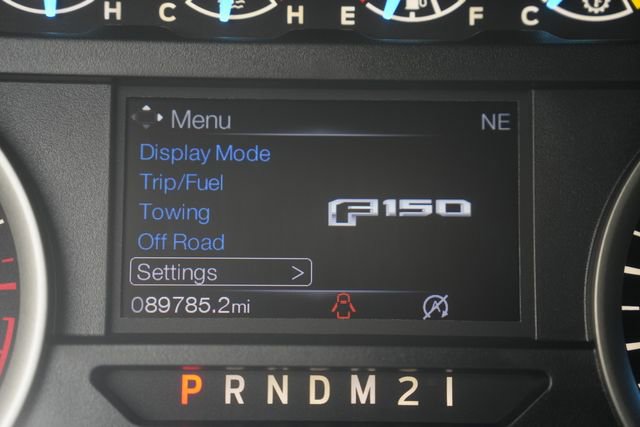 H C H E F C
Menu NE
Display Mode
Trip/Fuel
Towing
F150
Off Road
Settings >
089785.2mi
P R N D M 2 1